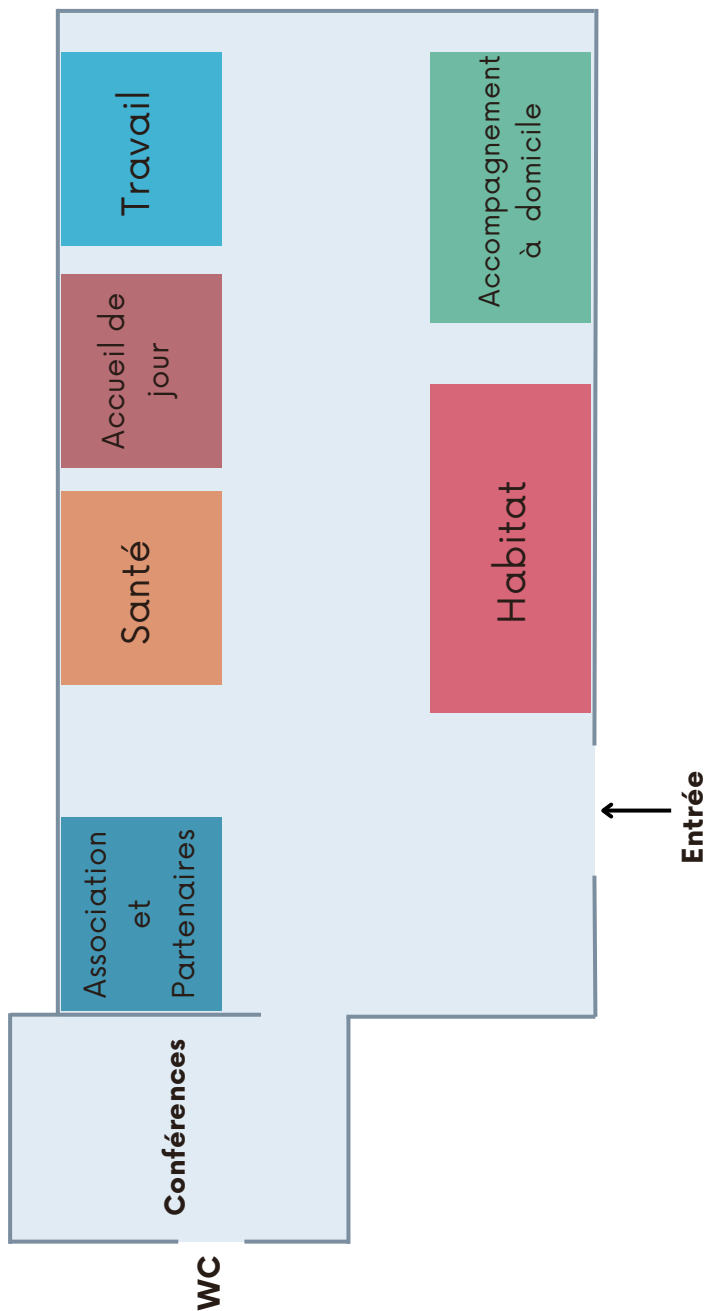 Travail
Accueil de
jour
Santé
Association
et
Partenaires
Accompagnement
à domicile
Habitat
Entrée
Conférences
WC